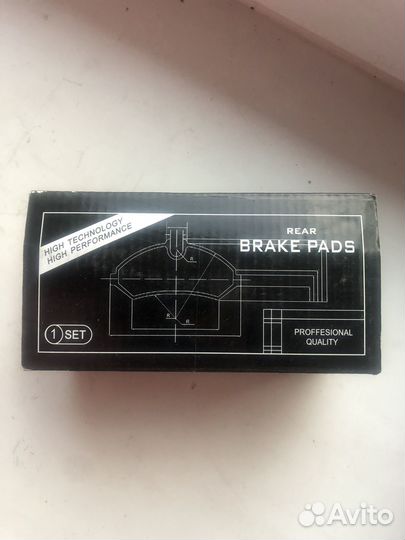 HIGH TECHNOLOGY
HIGH PERFORMANCE
REAR
BRAKE PADS
R
R
R
R
1 SET
PROFFESIONAL
QUALITY
Avito